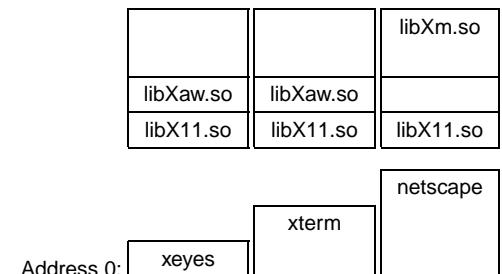 libXm.so
libXaw.so libXaw.so
libX11.so libX11.so libX11.so
netscape
xterm
xeyes
Address 0: